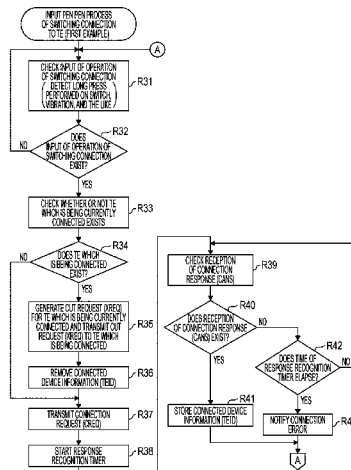 INPUT PEN PEN PROCESS
OF SWITCHING CONNECTION
TO TE (FIRST EXAMPLE)
A
CHECK INPUT OF OPERATION
OF SWITCHING CONNECTION
DETECT LONG PRESS
PERFORMED ON SWITCH,
VIBRATION, AND THE LIKE
R31
DOES
INPUT OF OPERATION OF
SWITCHING CONNECTION
EXIST?
R32
NO
YES
CHECK WHETHER OR NOT TE
WHICH IS BEING CURRENTLY
CONNECTED EXISTS
R33
DOES TE WHICH
IS BEING CONNECTED
EXIST?
R34
NO
YES
GENERATE CUT REQUEST (XREQ)
FOR TE WHICH IS BEING CURRENTLY
CONNECTED AND TRANSMIT CUT
REQUEST (XREQ) TO TE WHICH
IS BEING CONNECTED
R35
REMOVE CONNECTED
DEVICE INFORMATION (TEID)
R36
TRANSMIT CONNECTION
REQUEST (CREQ)
R37
START RESPONSE
RECOGNITION TIMER
R38
CHECK RECEPTION
OF CONNECTION
RESPONSE (CANS)
R39
DOES RECEPTION
OF CONNECTION RESPONSE
(CANS) EXIST?
R40
NO
YES
STORE CONNECTED DEVICE
INFORMATION (TEID)
R41
DOES TIME OF
RESPONSE RECOGNITION
TIMER ELAPSE?
R42
NO
YES
NOTIFY CONNECTION
ERROR
R4
A